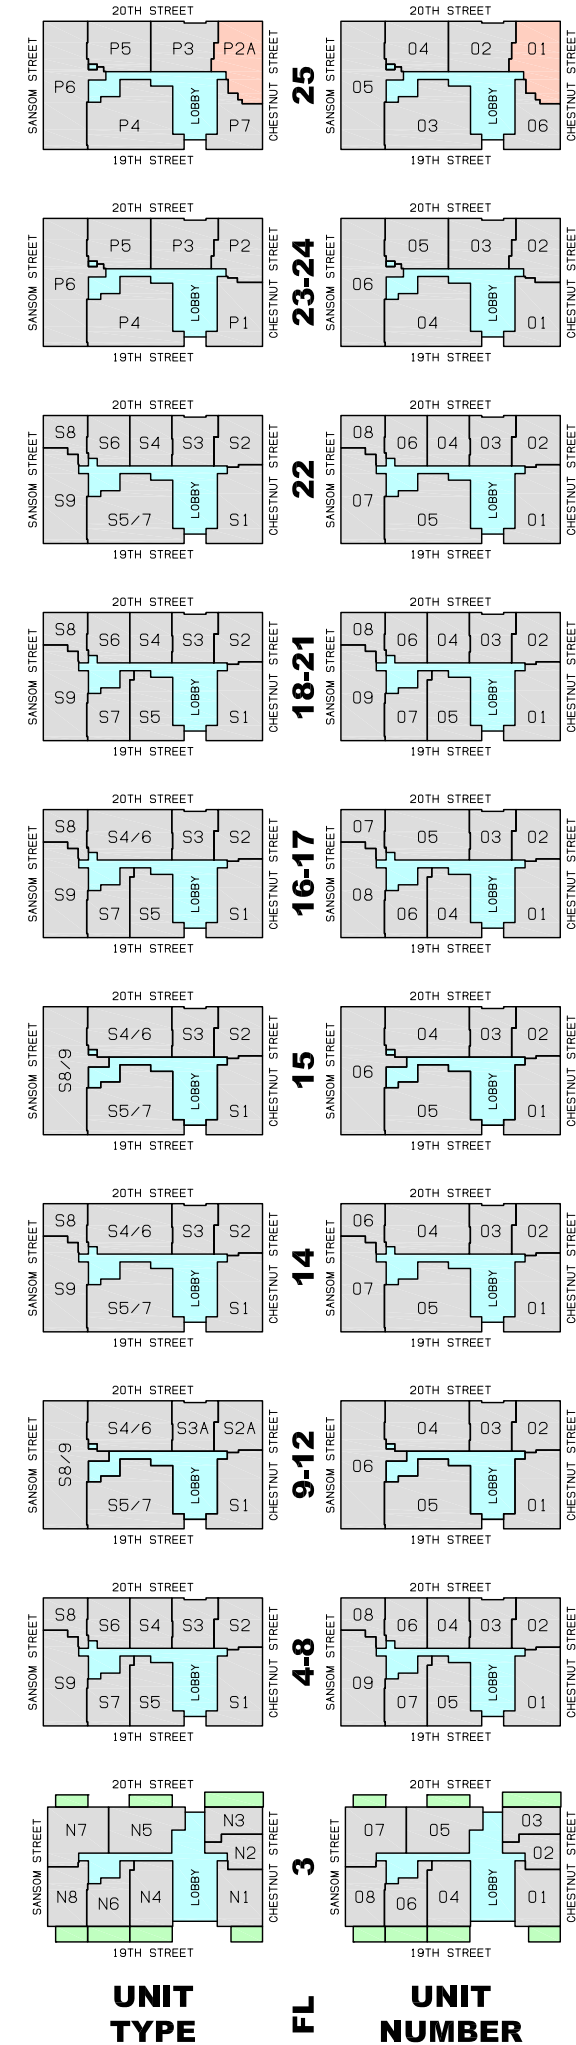 20TH STREET 20TH STREET
SANSOM STREET P5 P3 P2A P6 LOBBY P4 P7 CHESTNUT STREET 25 SANSOM STREET 04 02 01 05 LOBBY 03 06 CHESTNUT STREET
19TH STREET 19TH STREET
20TH STREET 20TH STREET
SANSOM STREET P5 P3 P2 P6 LOBBY P4 P1 CHESTNUT STREET 23-24 SANSOM STREET 05 03 02 06 LOBBY 04 01 CHESTNUT STREET
19TH STREET 19TH STREET
20TH STREET 20TH STREET
SANSOM STREET S8 S6 S4 S3 S2 S9 LOBBY S5/7 S1 CHESTNUT STREET 22 SANSOM STREET 08 06 04 03 02 07 LOBBY 05 01 CHESTNUT STREET
19TH STREET 19TH STREET
20TH STREET 20TH STREET
SANSOM STREET S8 S6 S4 S3 S2 S9 LOBBY S7 S5 S1 CHESTNUT STREET 18-21 SANSOM STREET 08 06 04 03 02 09 LOBBY 07 05 01 CHESTNUT STREET
19TH STREET 19TH STREET
20TH STREET 20TH STREET
SANSOM STREET S8 S4/6 S3 S2 S9 LOBBY S7 S5 S1 CHESTNUT STREET 16-17 SANSOM STREET 07 05 03 02 08 LOBBY 06 04 01 CHESTNUT STREET
19TH STREET 19TH STREET
20TH STREET 20TH STREET
SANSOM STREET S8/9 S4/6 S3 S2 LOBBY S5/7 S1 CHESTNUT STREET 15 SANSOM STREET 04 03 02 06 LOBBY 05 01 CHESTNUT STREET
19TH STREET 19TH STREET
20TH STREET 20TH STREET
SANSOM STREET S8 S4/6 S3 S2 S9 LOBBY S5/7 S1 CHESTNUT STREET 14 SANSOM STREET 06 04 03 02 07 LOBBY 05 01 CHESTNUT STREET
19TH STREET 19TH STREET
20TH STREET 20TH STREET
SANSOM STREET S8/9 S4/6 S3A S2A LOBBY S5/7 S1 CHESTNUT STREET 9-12 SANSOM STREET 04 03 02 06 LOBBY 05 01 CHESTNUT STREET
19TH STREET 19TH STREET
20TH STREET 20TH STREET
SANSOM STREET S8 S6 S4 S3 S2 S9 LOBBY S7 S5 S1 CHESTNUT STREET 4-8 SANSOM STREET 08 06 04 03 02 09 LOBBY 07 05 01 CHESTNUT STREET
19TH STREET 19TH STREET
20TH STREET 20TH STREET
SANSOM STREET N7 N5 N3 N2 N8 N6 N4 LOBBY N1 CHESTNUT STREET 3 SANSOM STREET 07 05 03 02 08 06 04 LOBBY 01 CHESTNUT STREET
19TH STREET 19TH STREET
UNIT TYPE FL UNIT NUMBER